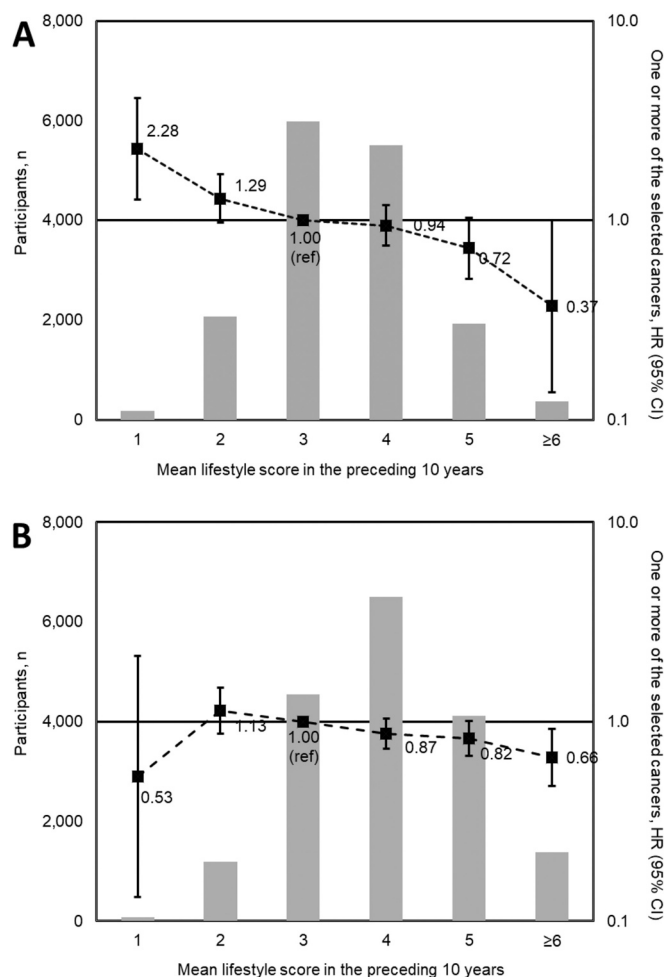 A
8,000
6,000
4,000
2,000
0
Participants, n
10.0
1.0
0.1
One or more of the selected cancers, HR (95% CI)
2.28
1.29
1.00
(ref)
0.94
0.72
0.37
1 2 3 4 5 ≥6
Mean lifestyle score in the preceding 10 years
B
8,000
6,000
4,000
2,000
0
Participants, n
10.0
1.0
0.1
One or more of the selected cancers, HR (95% CI)
0.53
1.13
1.00
(ref)
0.87
0.82
0.66
1 2 3 4 5 ≥6
Mean lifestyle score in the preceding 10 years